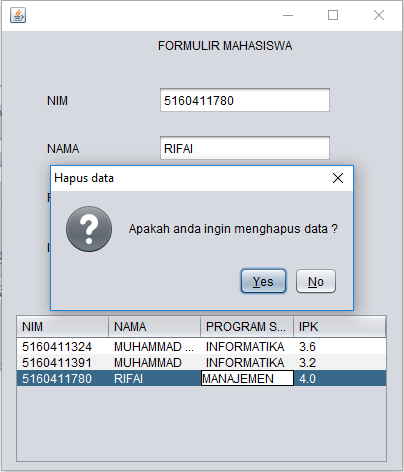 FORMULIR MAHASISWA
NIM 5160411780
NAMA RIFAI
Hapus data
Apakah anda ingin menghapus data ?
Yes No
NIM NAMA PROGRAM S... IPK
5160411324 MUHAMMAD ... INFORMATIKA 3.6
5160411391 MUHAMMAD INFORMATIKA 3.2
5160411780 RIFAI MANAJEMEN 4.0